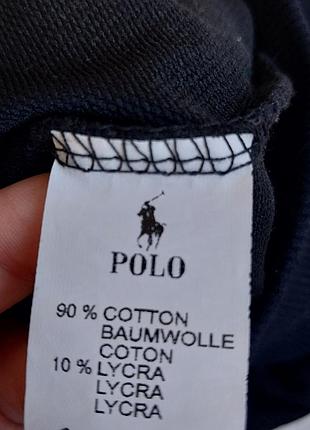 POLO
90 % COTTON
BAUMWOLLE
COTON
10 % LYCRA
LYCRA
LYCRA